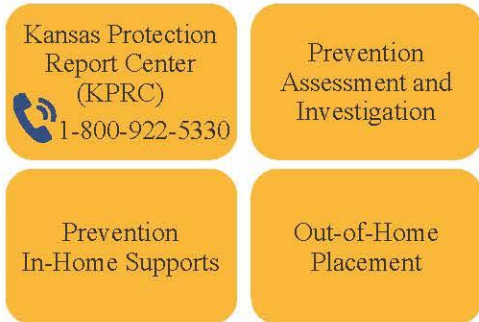 Kansas Protection
Report Center
(KPRC)
1-800-922-5330
Prevention
Assessment and
Investigation
Prevention
In-Home Supports
Out-of-Home
Placement